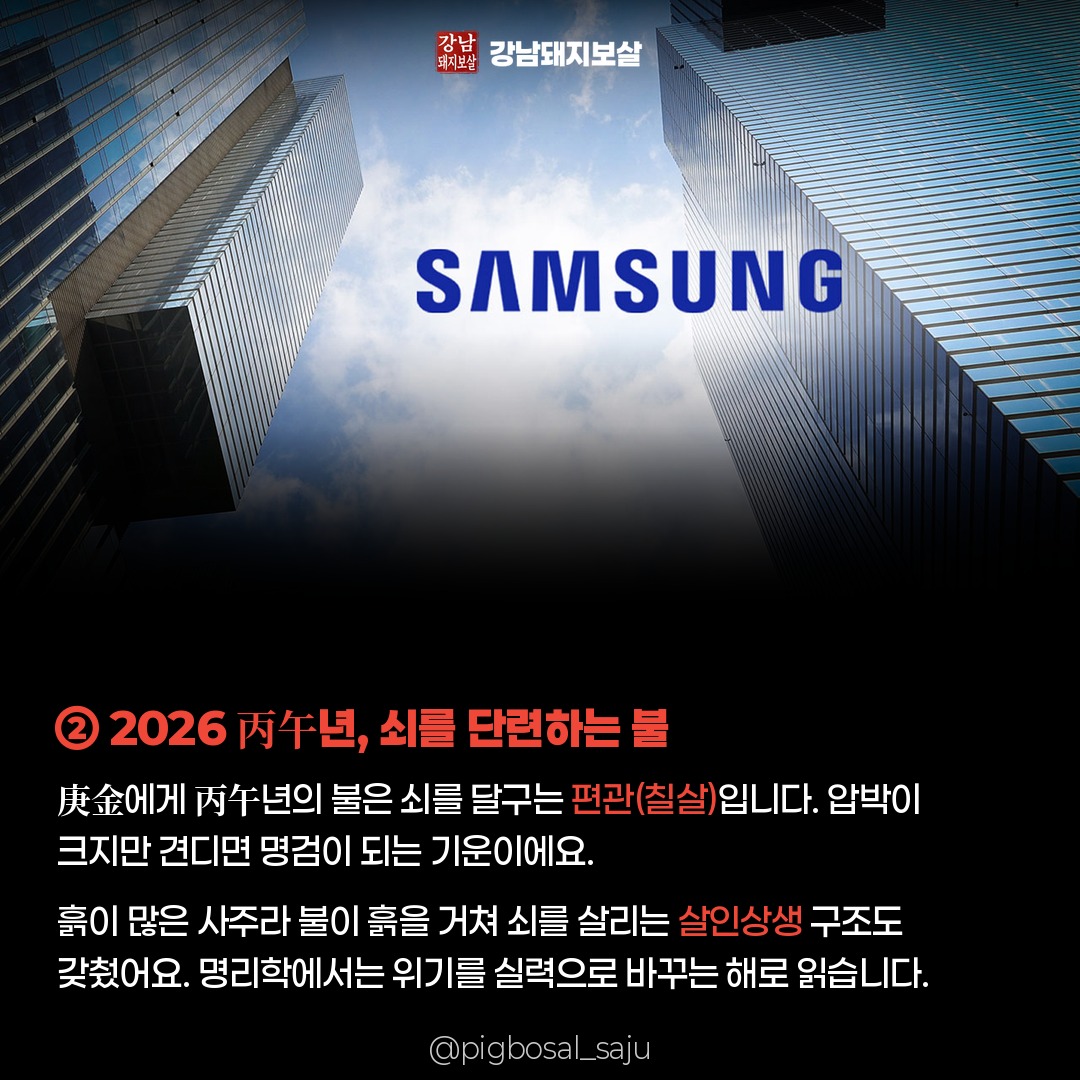 강남
돼지보살
강남돼지보살
SAMSUNG
② 2026 丙午년, 쇠를 단련하는 불
庚金에게 丙午년의 불은 쇠를 달구는 편관(칠살)입니다. 압박이
크지만 견디면 명검이 되는 기운이에요.
흙이 많은 사주라 불이 흙을 거쳐 쇠를 살리는 살인상생 구조도
갖췄어요. 명리학에서는 위기를 실력으로 바꾸는 해로 읽습니다.
@pigbosal_saju